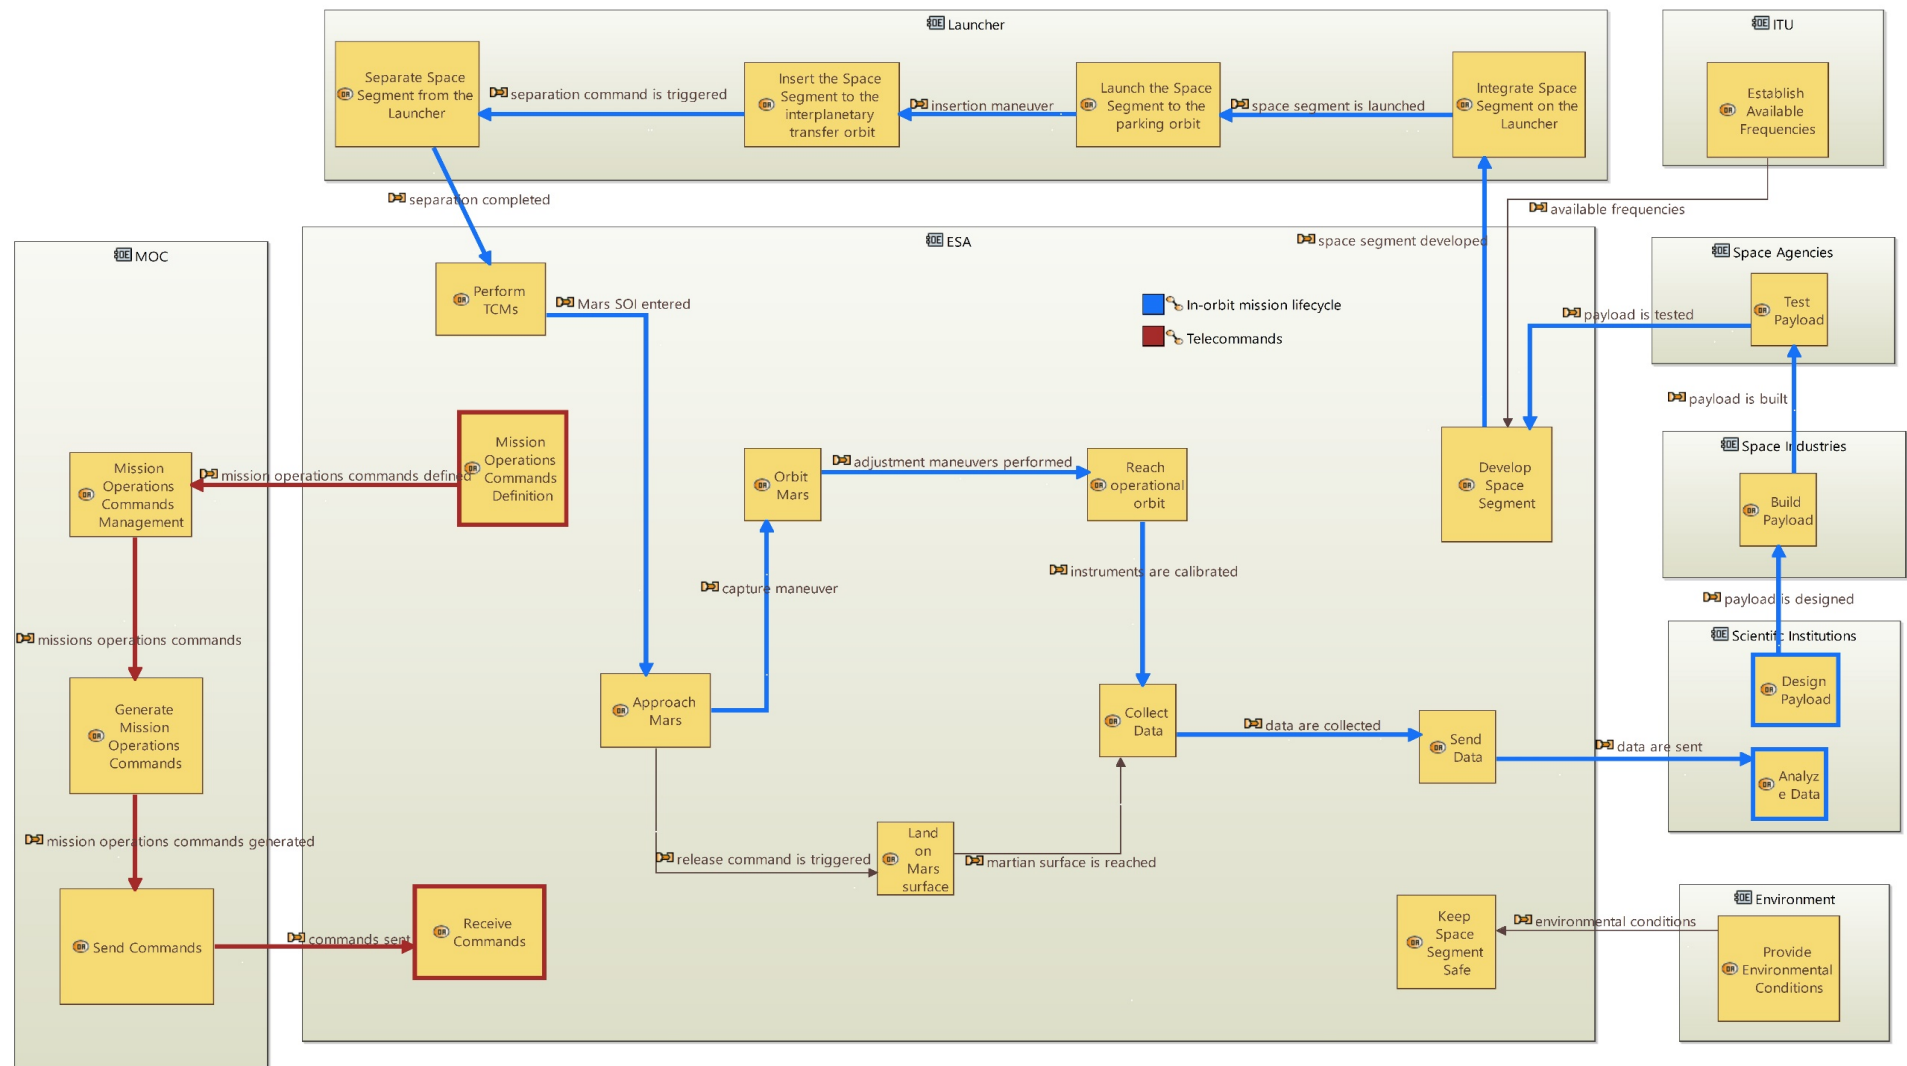 OE Launcher
OE ITU
Separate Space
Segment from the
Launcher
separation command is triggered
Insert the Space
Segment to the
interplanetary
transfer orbit
insertion maneuver
Launch the Space
Segment to the
parking orbit
space segment is launched
Integrate Space
Segment on the
Launcher
Establish
Available
Frequencies
separation completed
available frequencies
OE MOC
OE ESA
space segment developed
OE Space Agencies
Perform
TCMs
Mars SOI entered
In-orbit mission lifecycle
Telecommands
payload is tested
Test
Payload
payload is built
Mission
Operations
Commands
Management
mission operations commands defined
Mission
Operations
Commands
Definition
Orbit
Mars
adjustment maneuvers performed
Reach
operational
orbit
Develop
Space
Segment
OE Space Industries
Build
Payload
capture maneuver
instruments are calibrated
payload is designed
missions operations commands
OE Scientific Institutions
Design
Payload
Generate
Mission
Operations
Commands
Approach
Mars
Collect
Data
data are collected
Send
Data
data are sent
Analyz
e Data
mission operations commands generated
release command is triggered
Land
on
Mars
surface
martian surface is reached
Send Commands
commands sent
Receive
Commands
Keep
Space
Segment
Safe
environmental conditions
OE Environment
Provide
Environmental
Conditions